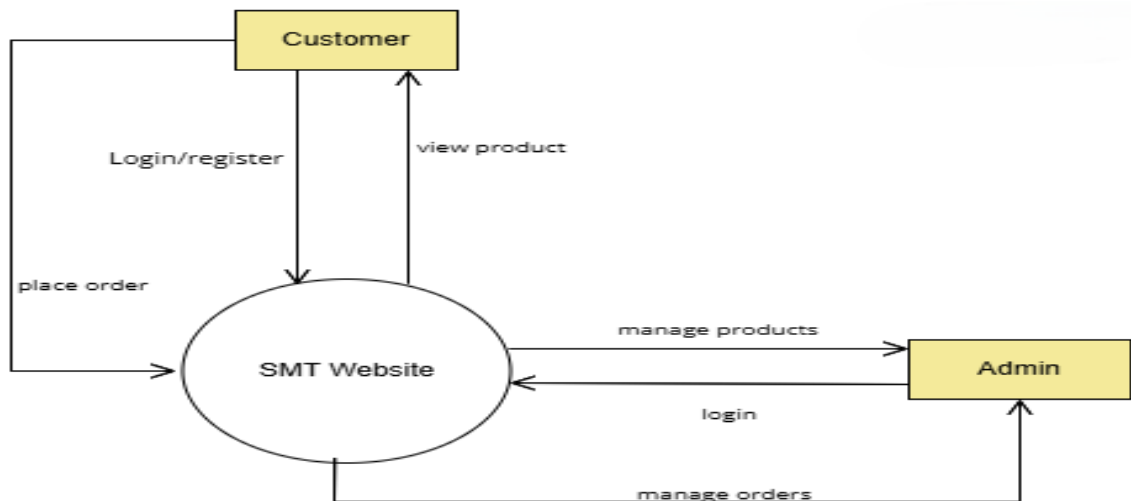 Customer
Login/register
view product
place order
SMT Website
manage products
Admin
login
manage orders